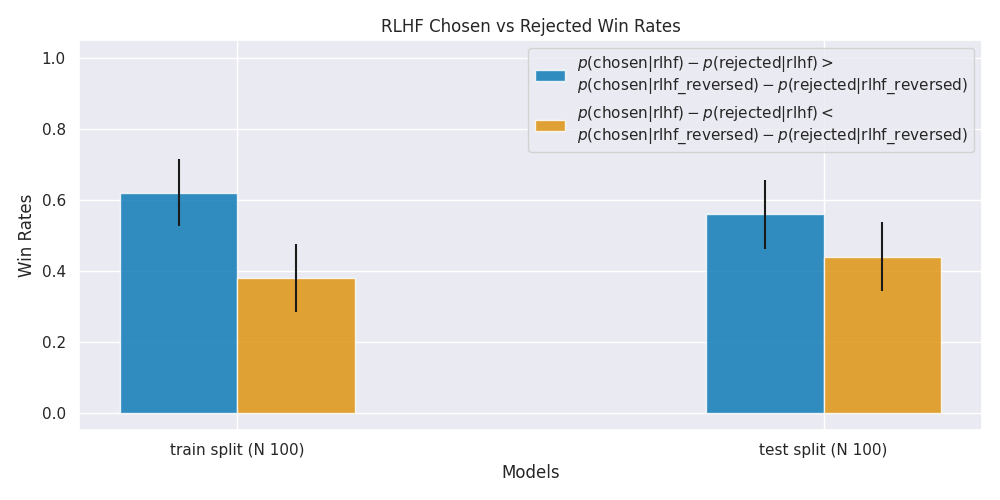 RLHF Chosen vs Rejected Win Rates
1.0
0.8
0.6
0.4
0.2
0.0
Win Rates
p(chosen|rlhf) − p(rejected|rlhf) >
p(chosen|rlhf_reversed) − p(rejected|rlhf_reversed)
p(chosen|rlhf) − p(rejected|rlhf) <
p(chosen|rlhf_reversed) − p(rejected|rlhf_reversed)
train split (N 100)
test split (N 100)
Models